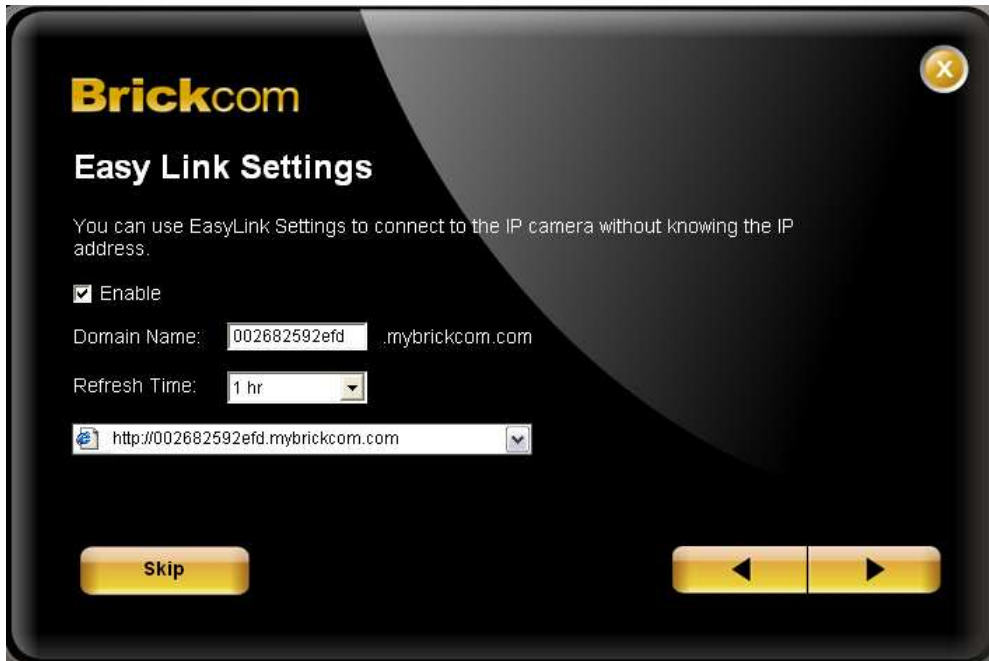 Brickcom
X
Easy Link Settings
You can use EasyLink Settings to connect to the IP camera without knowing the IP
address.
Enable
Domain Name: 002682592efd .mybrickcom.com
Refresh Time: 1 hr
http://002682592efd.mybrickcom.com
Skip